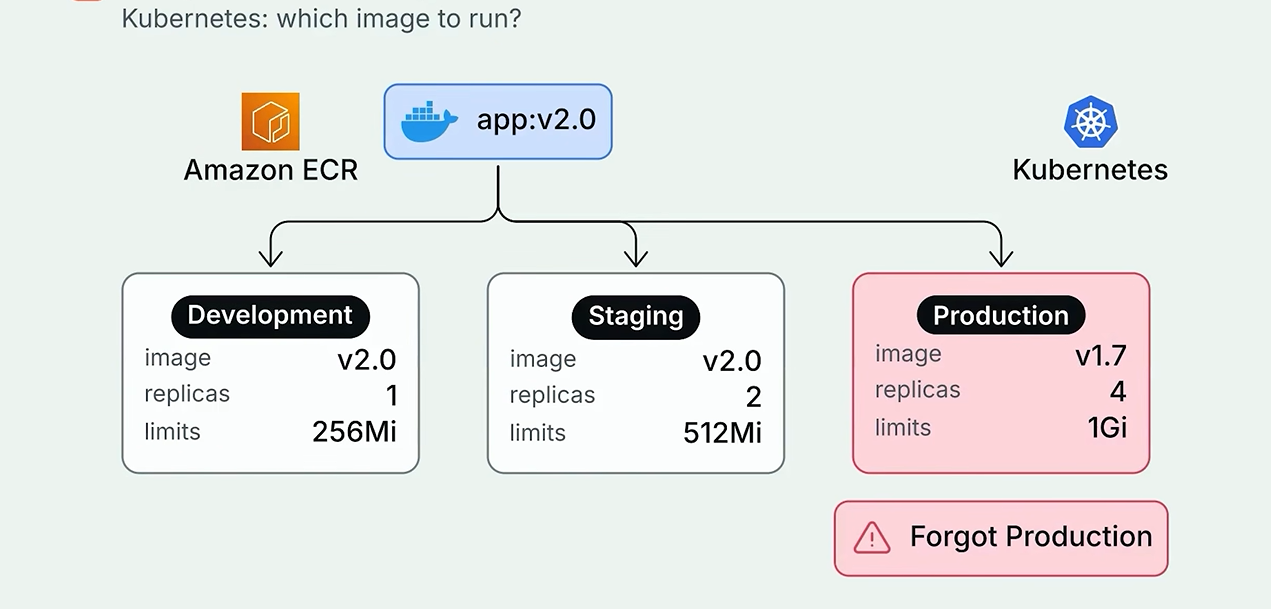 Kubernetes: which image to run?
app:v2.0
Amazon ECR
Kubernetes
Development
image v2.0
replicas 1
limits 256Mi
Staging
image v2.0
replicas 2
limits 512Mi
Production
image v1.7
replicas 4
limits 1Gi
Forgot Production